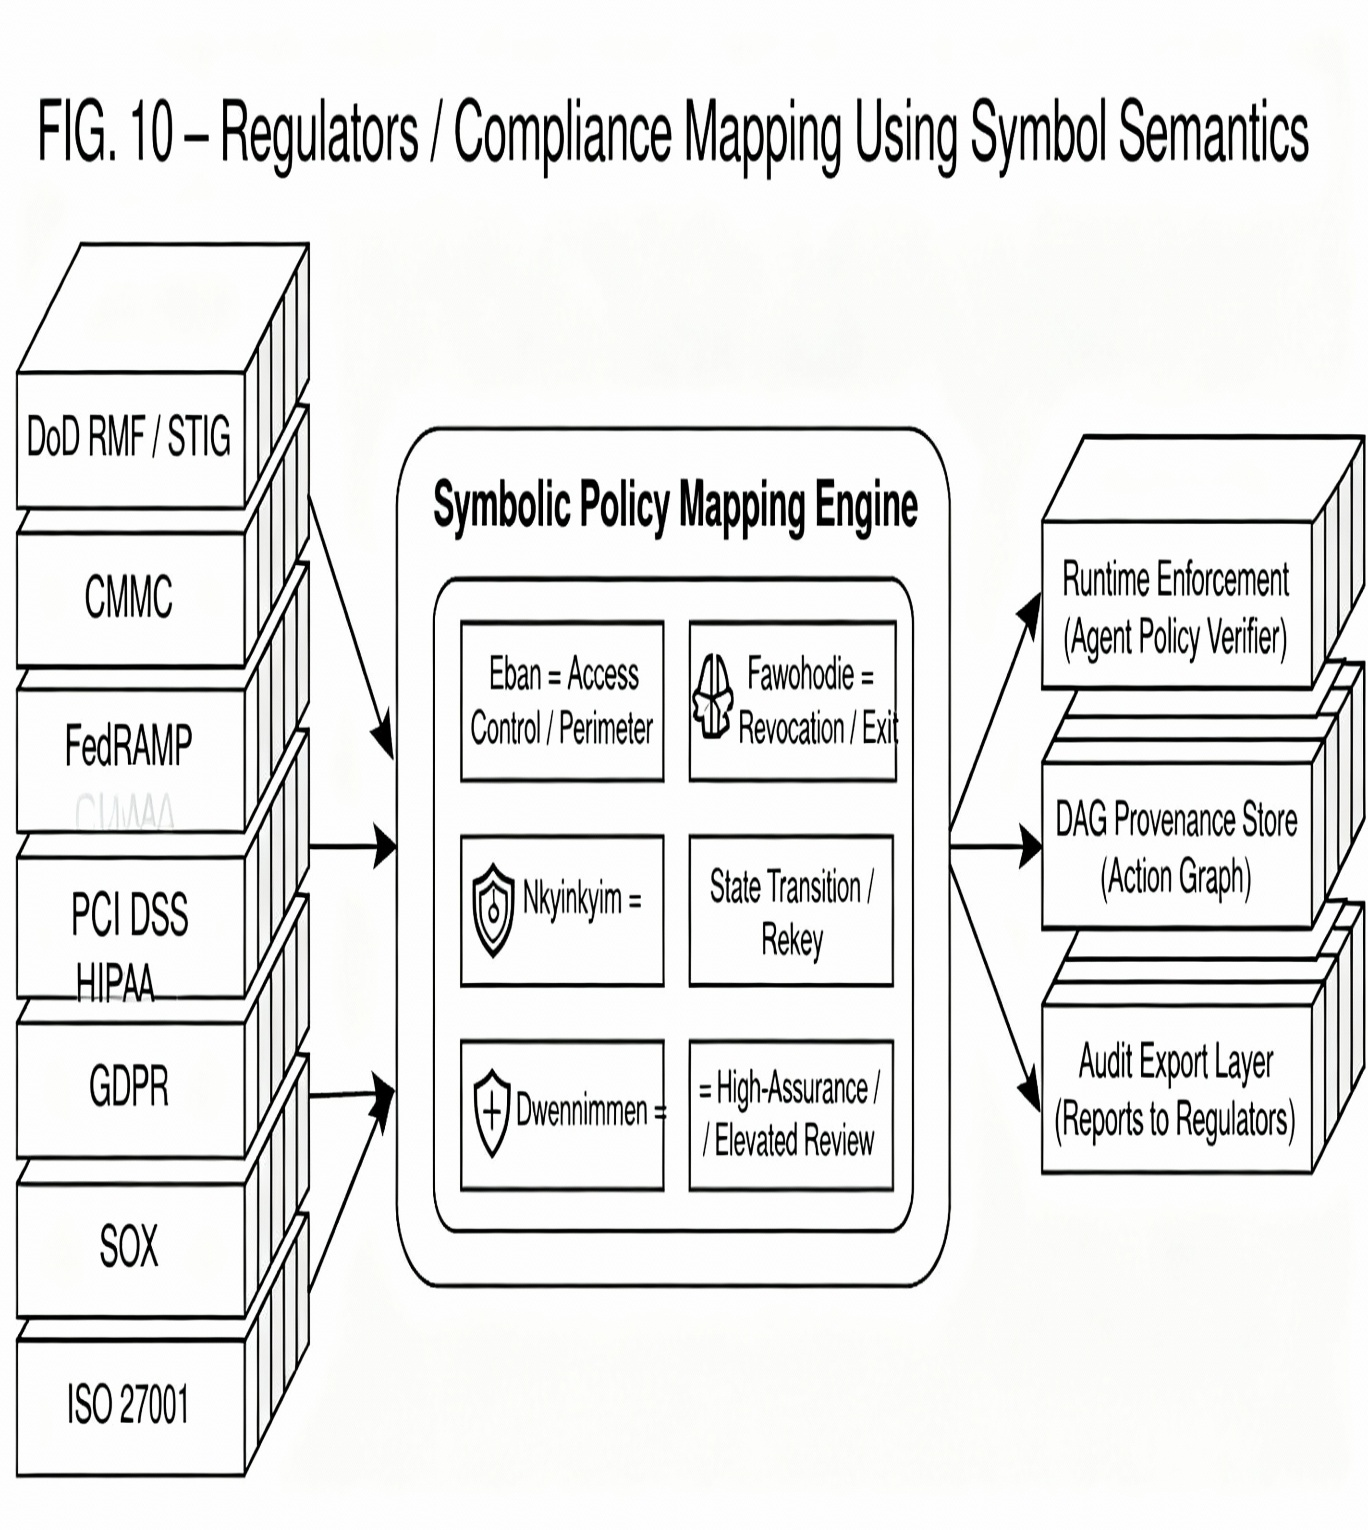 FIG. 10 – Regulators / Compliance Mapping Using Symbol Semantics
DoD RMF / STIG
CMMC
FedRAMP
PCI DSS
HIPAA
GDPR
SOX
ISO 27001
Symbolic Policy Mapping Engine
Eban = Access
Control / Perimeter
Fawohodie =
Revocation / Exit
Nkyinkyim =
State Transition /
Rekey
Dwennimmen =
= High-Assurance /
/ Elevated Review
Runtime Enforcement
(Agent Policy Verifier)
DAG Provenance Store
(Action Graph)
Audit Export Layer
(Reports to Regulators)